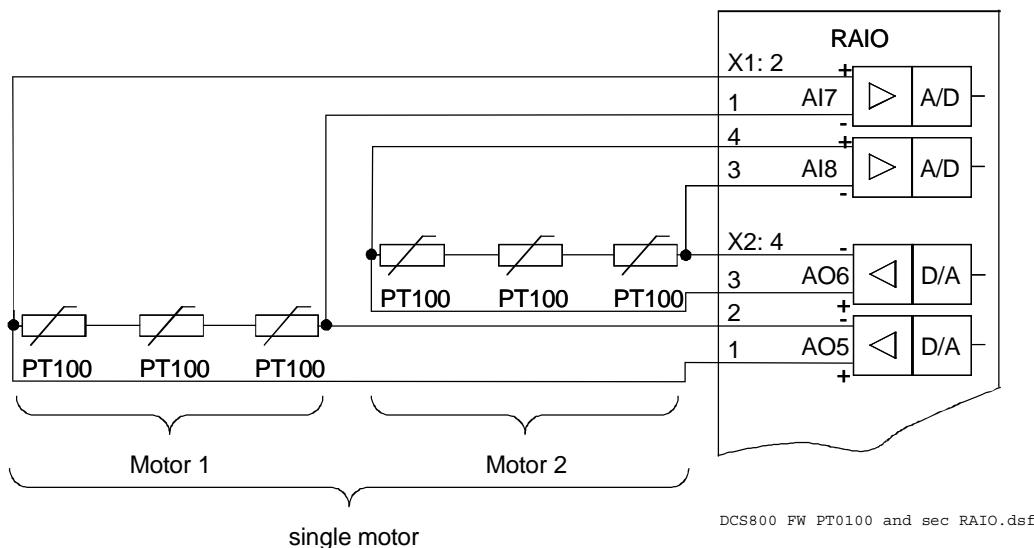 RAIO
X1: 2
+
AI7
A/D
1
-
4
+
3
AI8
A/D
-
X2: 4
-
AO6
D/A
3
+
PT100 PT100 PT100
2
-
AO5
D/A
1
+
PT100 PT100 PT100
Motor 1 Motor 2
single motor
DCS800 FW PT0100 and sec RAIO.dsf